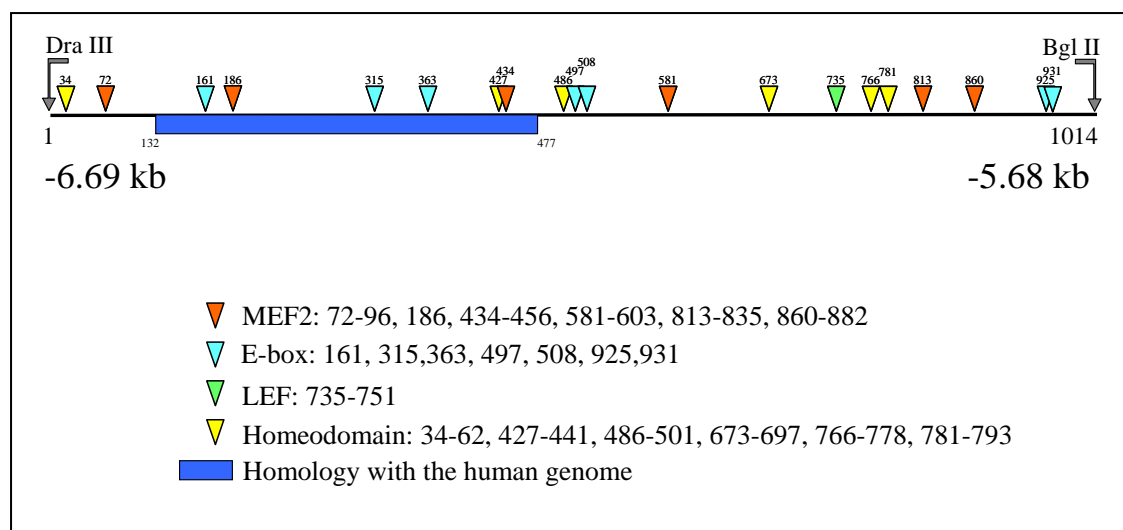 Dra III Bgl II
508 931
434 497 781
34 72 161 186 315 363 427 486 581 673 735 766 813 860 925
1 132 477 1014
-6.69 kb -5.68 kb
MEF2: 72-96, 186, 434-456, 581-603, 813-835, 860-882
E-box: 161, 315,363, 497, 508, 925,931
LEF: 735-751
Homeodomain: 34-62, 427-441, 486-501, 673-697, 766-778, 781-793
Homology with the human genome